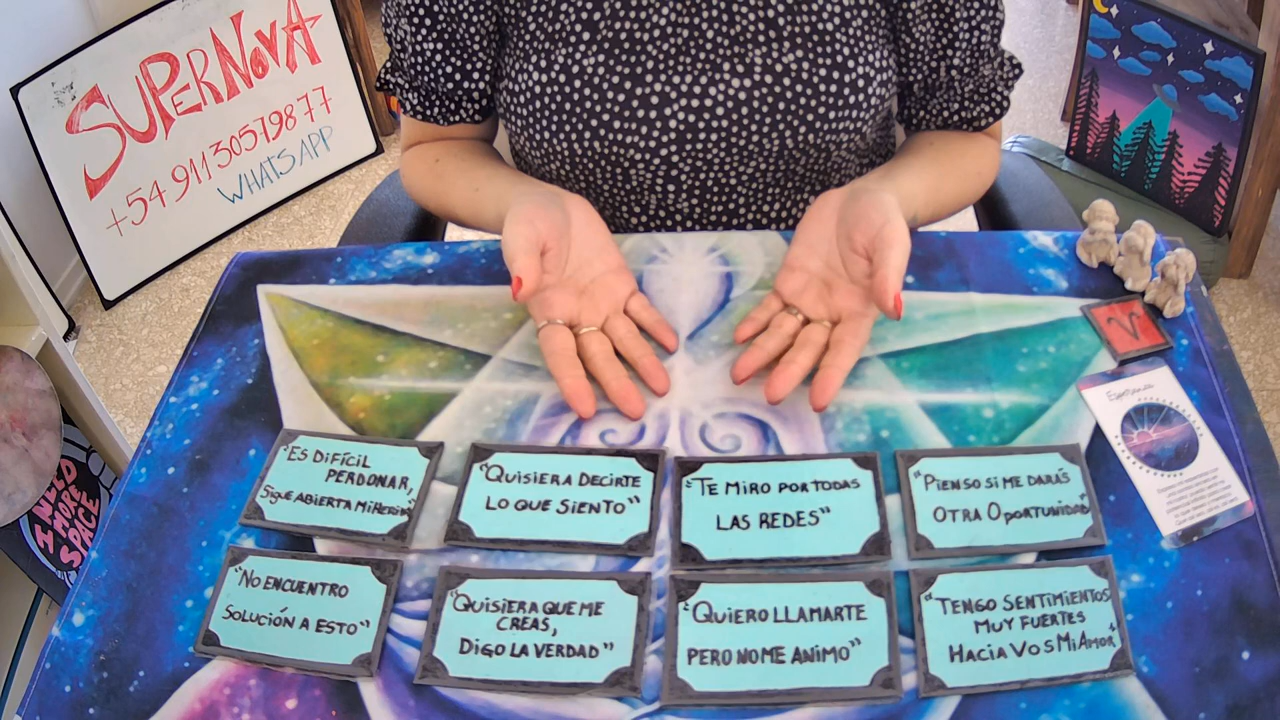 SUPERNOVA
+54 911 30579877
WHATSAPP
I NEED
MORE
SPACE
Esperanza
"ES DIFÍCIL
PERDONAR,
SIGUE ABIERTA MI HERIDA"
"QUISIERA DECIRTE
LO QUE SIENTO"
"TE MIRO POR TODAS
LAS REDES"
"PIENSO SI ME DARÁS
OTRA OPORTUNIDAD"
"NO ENCUENTRO
SOLUCIÓN A ESTO"
"QUISIERA QUE ME
CREAS,
DIGO LA VERDAD"
"QUIERO LLAMARTE
PERO NO ME ANIMO"
"TENGO SENTIMIENTOS
MUY FUERTES
HACIA VOS MI AMOR"